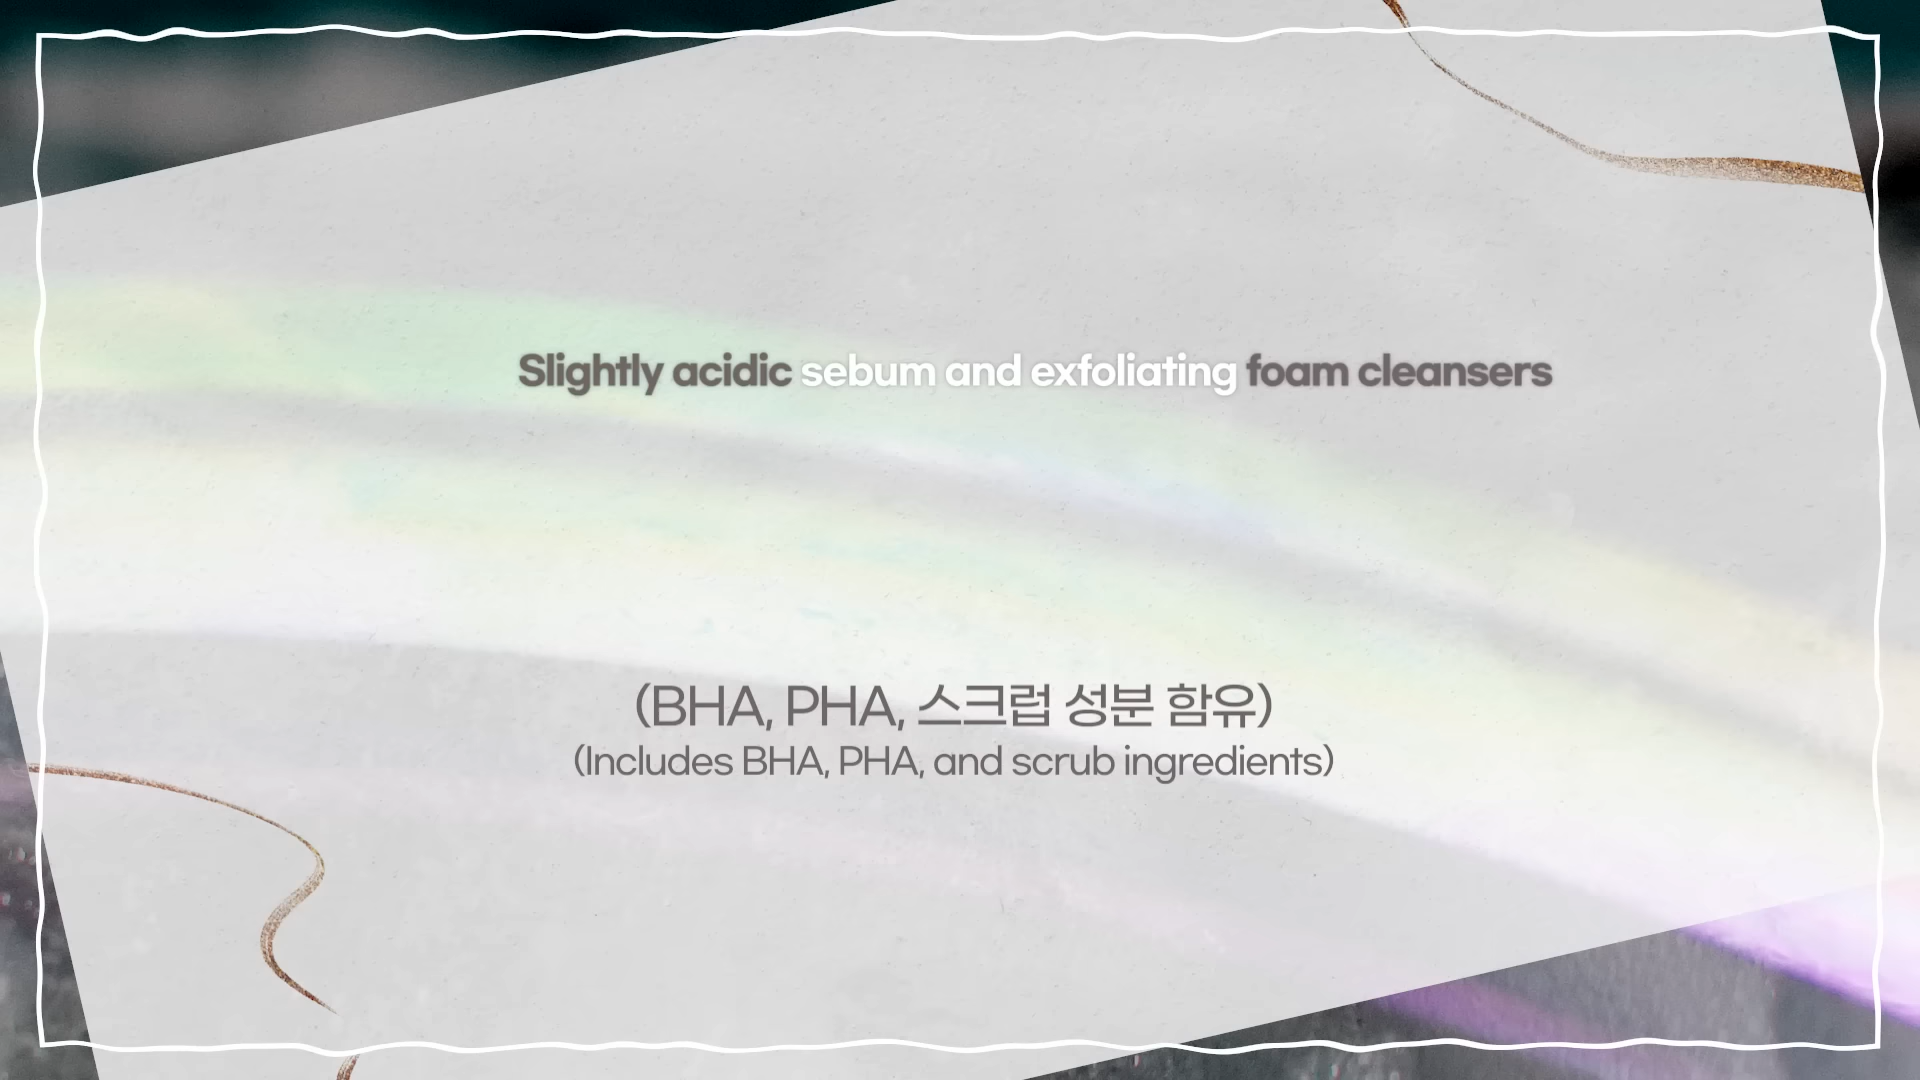 Slightly acidic sebum and exfoliating foam cleansers
(BHA, PHA, 스크럽 성분 함유)
(Includes BHA, PHA, and scrub ingredients)